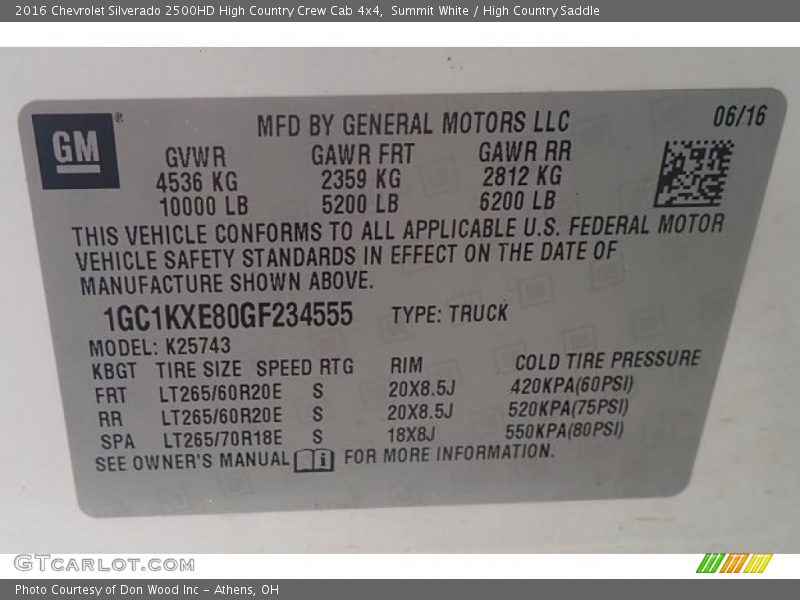 2016 Chevrolet Silverado 2500HD High Country Crew Cab 4x4, Summit White / High Country Saddle
GM®
MFD BY GENERAL MOTORS LLC 06/16
GVWR GAWR FRT GAWR RR
4536 KG 2359 KG 2812 KG
10000 LB 5200 LB 6200 LB
THIS VEHICLE CONFORMS TO ALL APPLICABLE U.S. FEDERAL MOTOR
VEHICLE SAFETY STANDARDS IN EFFECT ON THE DATE OF
MANUFACTURE SHOWN ABOVE.
1GC1KXE80GF234555 TYPE: TRUCK
MODEL: K25743
KBGT TIRE SIZE SPEED RTG RIM COLD TIRE PRESSURE
FRT LT265/60R20E S 20X8.5J 420KPA(60PSI)
RR LT265/60R20E S 20X8.5J 520KPA(75PSI)
SPA LT265/70R18E S 18X8J 550KPA(80PSI)
SEE OWNER'S MANUAL i FOR MORE INFORMATION.
GTCARLOT.COM
Photo Courtesy of Don Wood Inc - Athens, OH